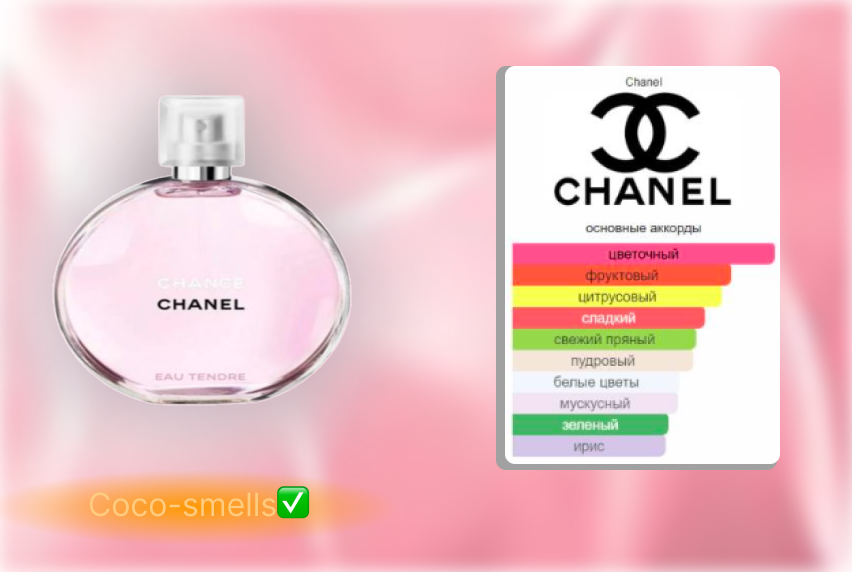 CHANCE
CHANEL
EAU TENDRE
Coco-smells✅
Chanel
CHANEL
основные аккорды
цветочный
фруктовый
цитрусовый
сладкий
свежий пряный
пудровый
белые цветы
мускусный
зеленый
ирис